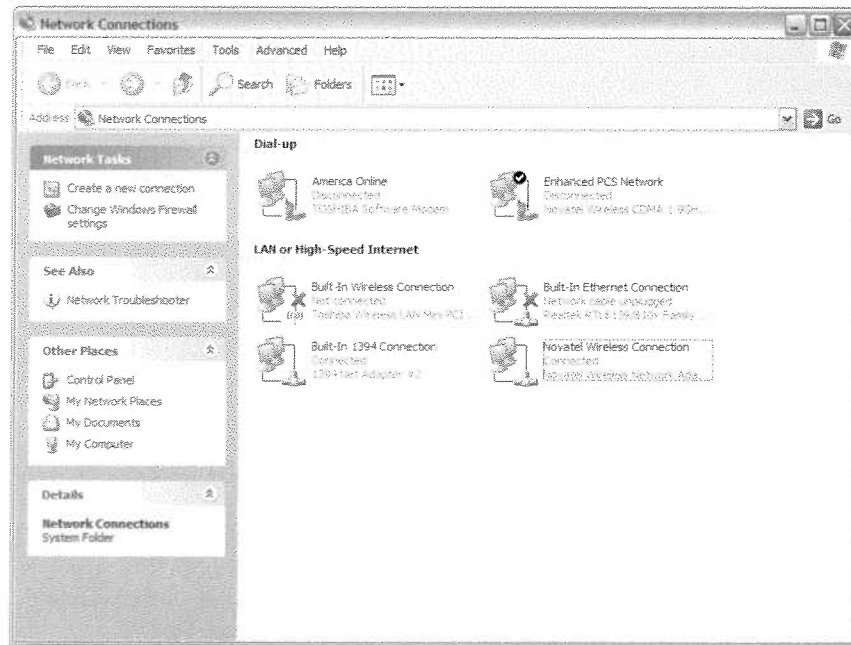 Network Connections
File Edit View Favorites Tools Advanced Help
Back Search Folders
Address Network Connections Go
Network Tasks
Create a new connection
Change Windows Firewall
settings
See Also
Network Troubleshooter
Other Places
Control Panel
My Network Places
My Documents
My Computer
Details
Network Connections
System Folder
Dial-up
America Online
Disconnected
TOSHIBA Software Modem
Enhanced PCS Network
Disconnected
Novatel Wireless CDMA 1.9GH...
LAN or High-Speed Internet
Built-In Wireless Connection
Not connected
Toshiba Wireless LAN Mini PCI ...
Built-In Ethernet Connection
Network cable unplugged
Realtek RTL8139/810x Family ...
Built-In 1394 Connection
Connected
1394 Net Adapter #2
Novatel Wireless Connection
Connected
Novatel Wireless Network Ada...